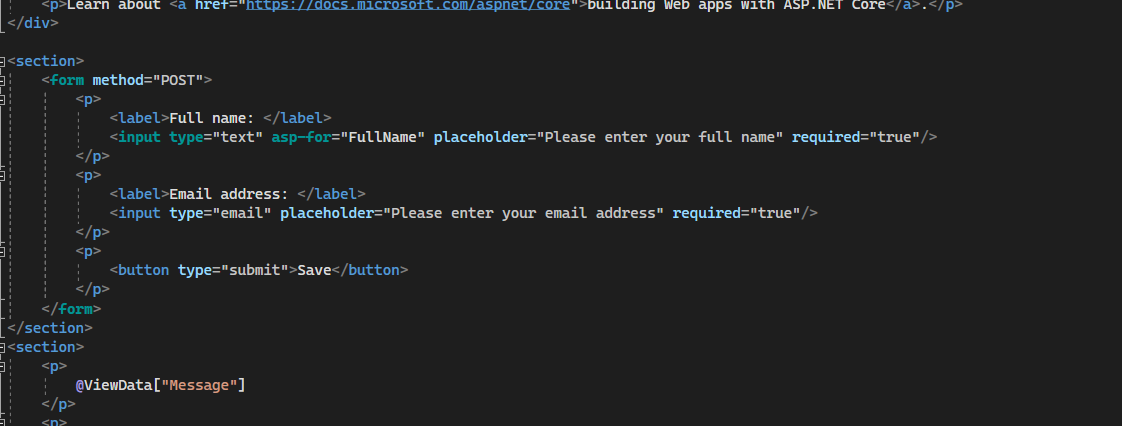 <p>Learn about <a href="https://docs.microsoft.com/aspnet/core">building Web apps with ASP.NET Core</a>.</p>
</div>
<section>
<form method="POST">
<p>
<label>Full name: </label>
<input type="text" asp-for="FullName" placeholder="Please enter your full name" required="true"/>
</p>
<p>
<label>Email address: </label>
<input type="email" placeholder="Please enter your email address" required="true"/>
</p>
<p>
<button type="submit">Save</button>
</p>
</form>
</section>
<section>
<p>
@ViewData["Message"]
</p>
<p>